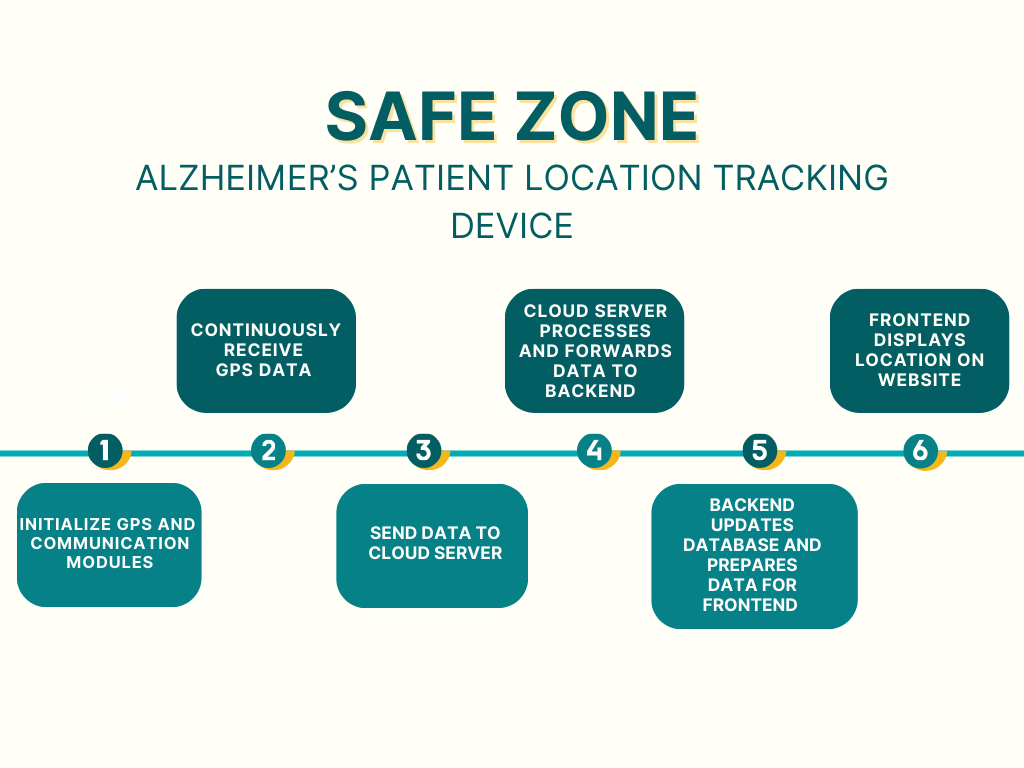 SAFE ZONE
ALZHEIMER’S PATIENT LOCATION TRACKING
DEVICE
1
INITIALIZE GPS AND
COMMUNICATION
MODULES
2
CONTINUOUSLY
RECEIVE
GPS DATA
3
SEND DATA TO
CLOUD SERVER
4
CLOUD SERVER
PROCESSES
AND FORWARDS
DATA TO
BACKEND
5
BACKEND
UPDATES
DATABASE AND
PREPARES
DATA FOR
FRONTEND
6
FRONTEND
DISPLAYS
LOCATION ON
WEBSITE